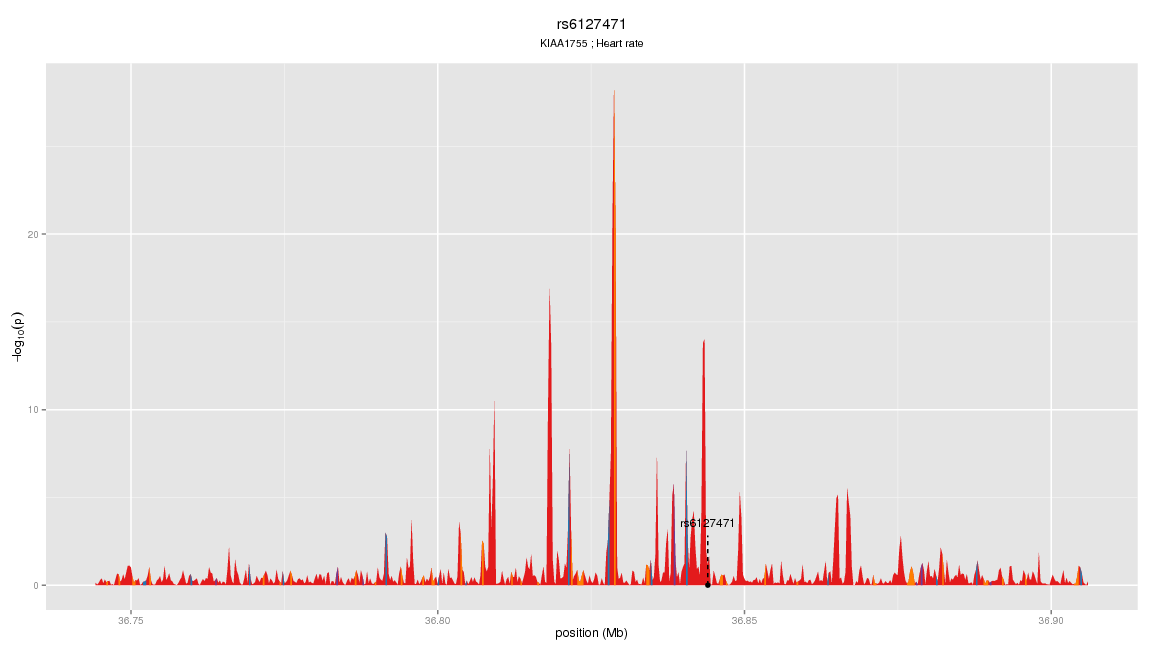 rs6127471
KIAA1755 ; Heart rate
20
10
0
−log10(p)
rs6127471
36.75
36.80
36.85
36.90
position (Mb)